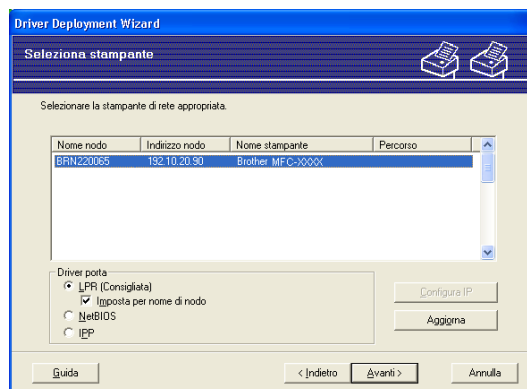 Driver Deployment Wizard
Seleziona stampante
Selezionare la stampante di rete appropriata.
Nome nodo Indirizzo nodo Nome stampante Percorso
BRN220065 192.10.20.90 Brother MFC-XXXX
Driver porta
LPR (Consigliata)
Imposta per nome di nodo
NetBIOS
IPP
Configura IP
Aggiorna
Guida < Indietro Avanti > Annulla